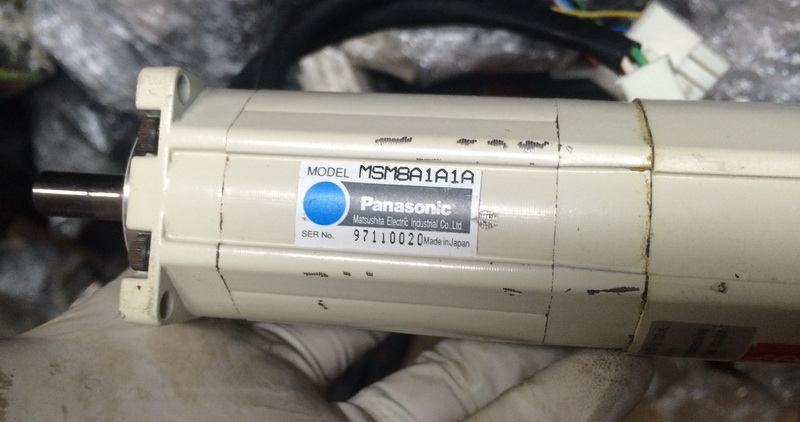 MODEL MSM8A1A1A
Panasonic
Matsushita Electric Industrial Co.,Ltd.
SER No. 97110020 Made in Japan